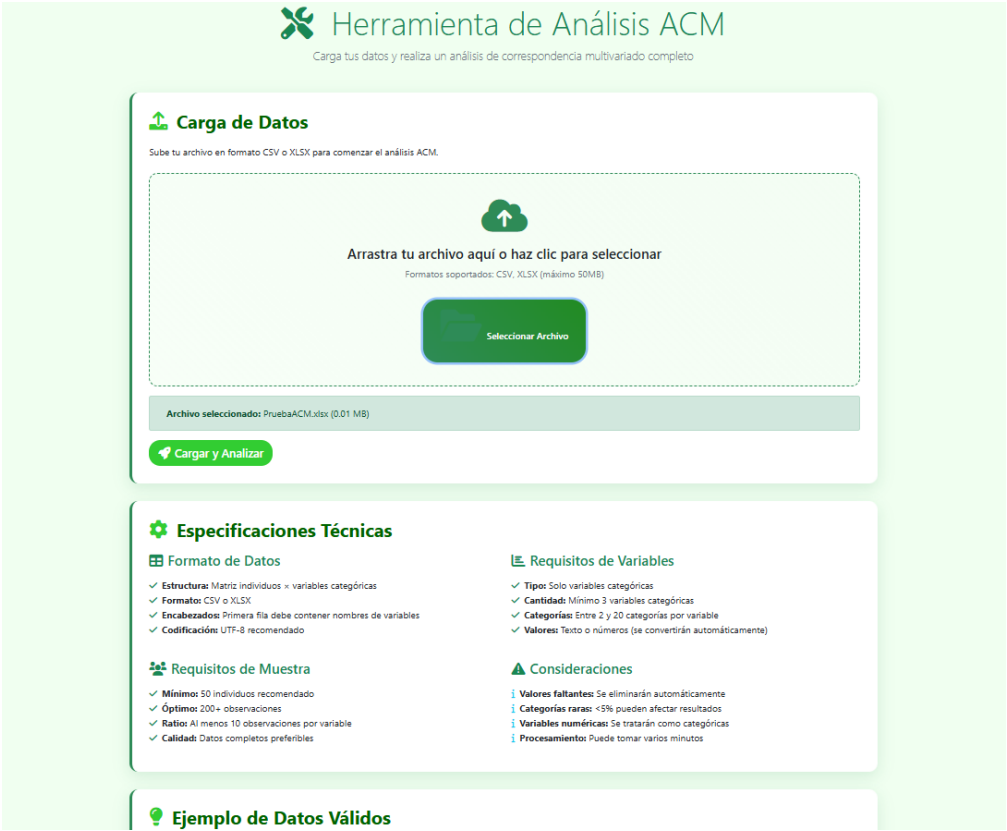 Herramienta de Análisis ACM
Carga tus datos y realiza un análisis de correspondencia multivariado completo
Carga de Datos
Sube tu archivo en formato CSV o XLSX para comenzar el análisis ACM.
Arrastra tu archivo aquí o haz clic para seleccionar
Formatos soportados: CSV, XLSX (máximo 50MB)
Seleccionar Archivo
Archivo seleccionado: PruebaACM.xlsx (0.01 MB)
Cargar y Analizar
Especificaciones Técnicas
Formato de Datos
Estructura: Matriz individuos × variables categóricas
Formato: CSV o XLSX
Encabezados: Primera fila debe contener nombres de variables
Codificación: UTF-8 recomendado
Requisitos de Variables
Tipo: Solo variables categóricas
Cantidad: Mínimo 3 variables categóricas
Categorías: Entre 2 y 20 categorías por variable
Valores: Texto o números (se convertirán automáticamente)
Requisitos de Muestra
Mínimo: 50 individuos recomendado
Óptimo: 200+ observaciones
Ratio: Al menos 10 observaciones por variable
Calidad: Datos completos preferibles
Consideraciones
Valores faltantes: Se eliminarán automáticamente
Categorías raras: <5% pueden afectar resultados
Variables numéricas: Se tratarán como categóricas
Procesamiento: Puede tomar varios minutos
Ejemplo de Datos Válidos